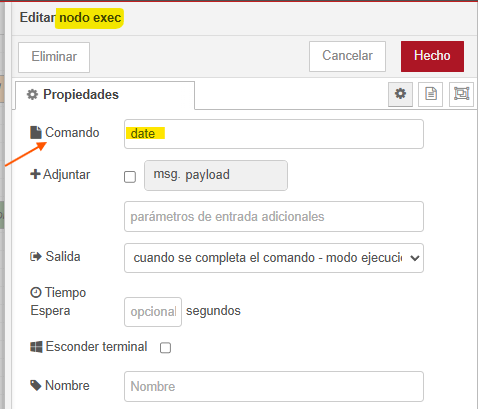 Editar nodo exec
Eliminar
Cancelar
Hecho
Propiedades
Comando
date
Adjuntar
msg. payload
parámetros de entrada adicionales
Salida
cuando se completa el comando - modo ejecució
Tiempo
Espera
opcional
segundos
Esconder terminal
Nombre
Nombre